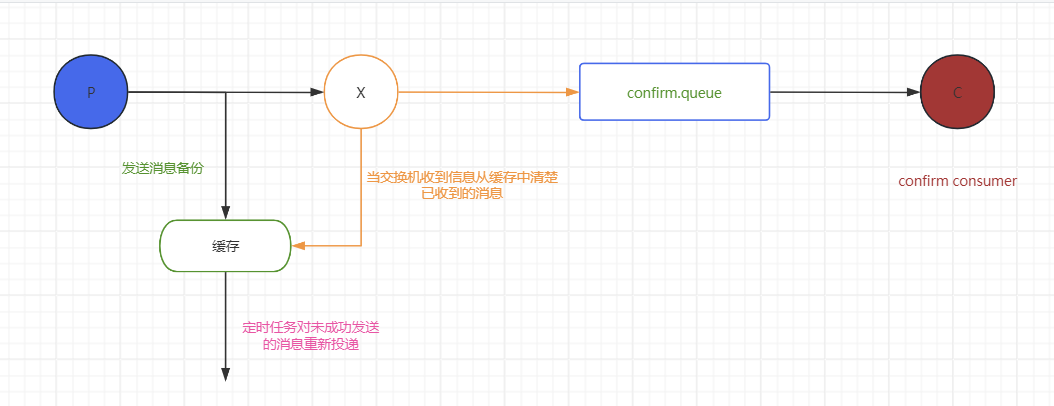 P
X
confirm.queue
C
发送消息备份
当交换机收到信息从缓存中清楚
已收到的消息
confirm consumer
缓存
定时任务对未成功发送
的消息重新投递